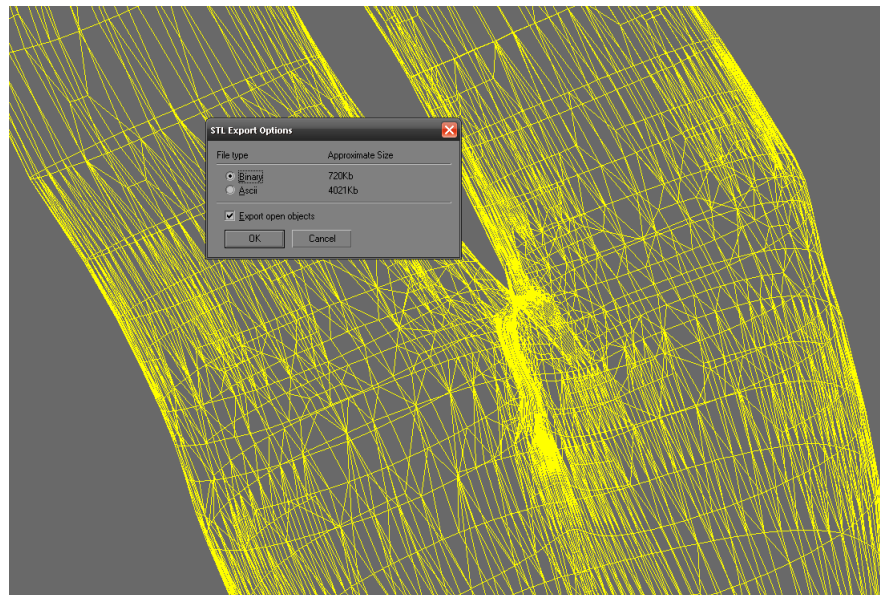 STL Export Options
File type Approximate Size
Binary 720Kb
Ascii 4021Kb
Export open objects
OK Cancel